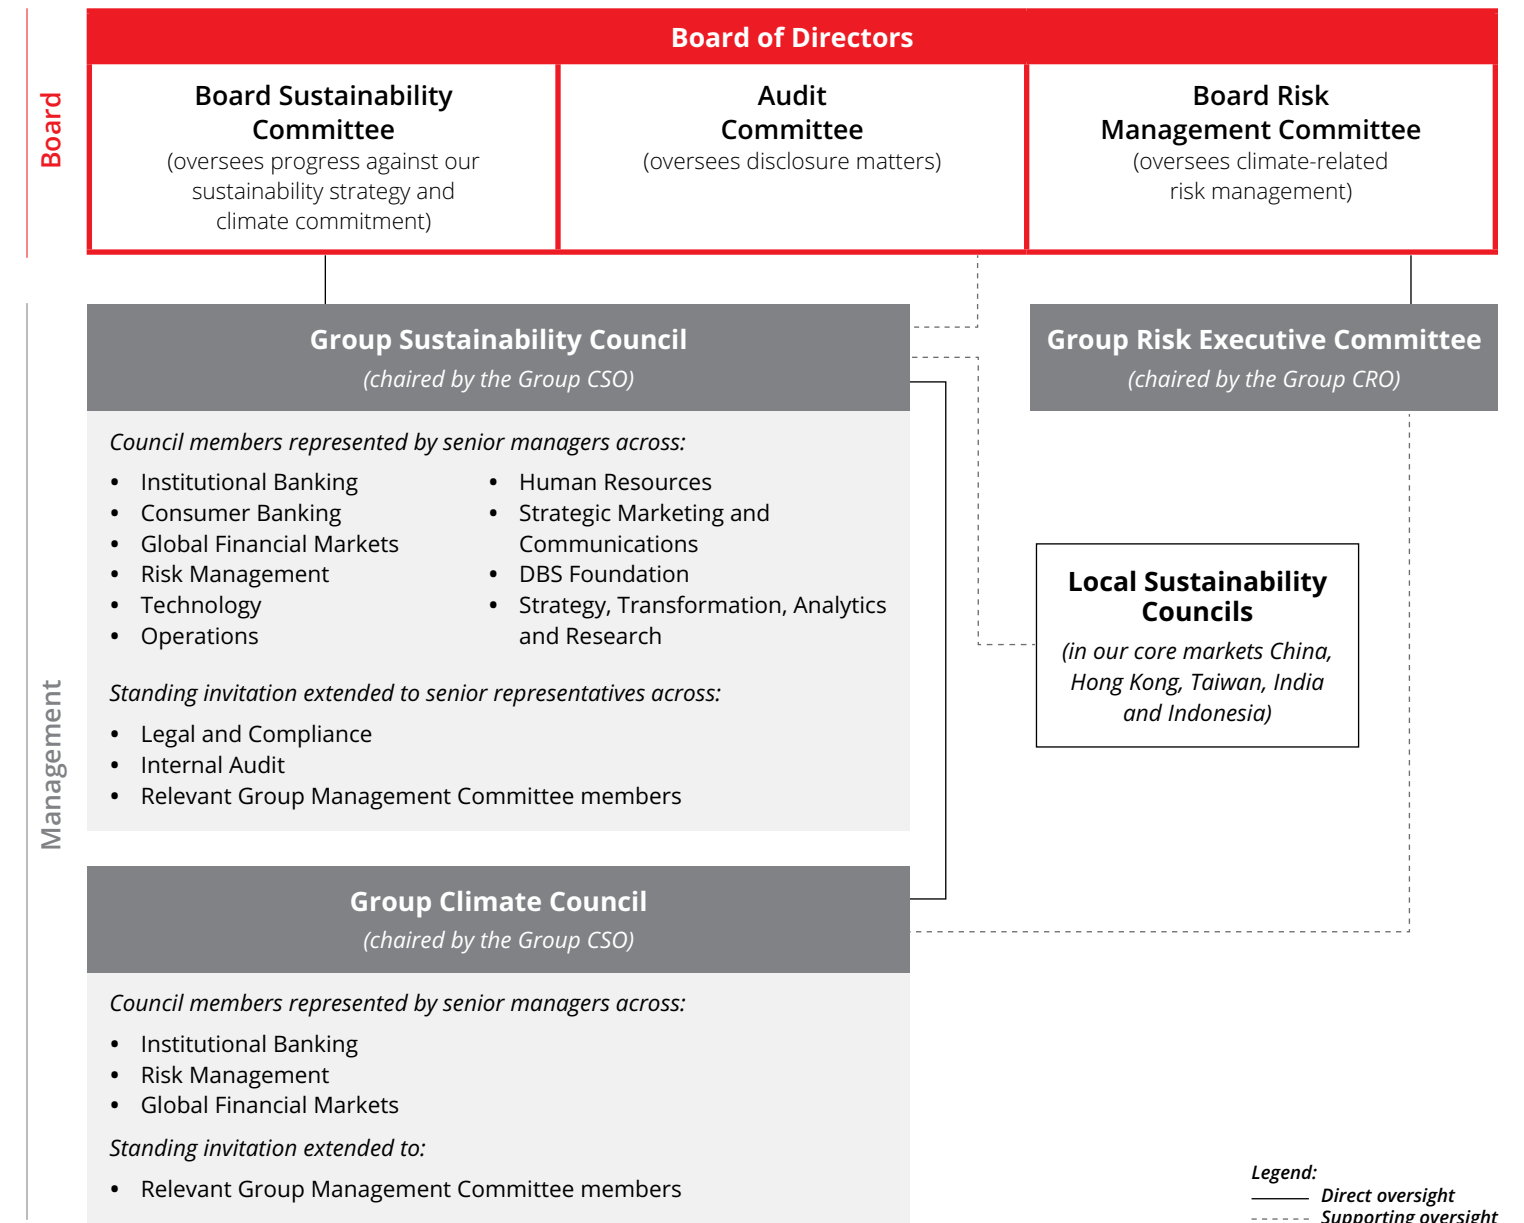 Board
Board of Directors
Board Sustainability
Committee
(oversees progress against our
sustainability strategy and
climate commitment)
Audit
Committee
(oversees disclosure matters)
Board Risk
Management Committee
(oversees climate-related
risk management)
Management
Group Sustainability Council
(chaired by the Group CSO)
Council members represented by senior managers across:
• Institutional Banking
• Consumer Banking
• Global Financial Markets
• Risk Management
• Technology
• Operations
• Human Resources
• Strategic Marketing and
Communications
• DBS Foundation
• Strategy, Transformation, Analytics
and Research
Standing invitation extended to senior representatives across:
• Legal and Compliance
• Internal Audit
• Relevant Group Management Committee members
Group Risk Executive Committee
(chaired by the Group CRO)
Local Sustainability
Councils
(in our core markets China,
Hong Kong, Taiwan, India
and Indonesia)
Group Climate Council
(chaired by the Group CSO)
Council members represented by senior managers across:
• Institutional Banking
• Risk Management
• Global Financial Markets
Standing invitation extended to:
• Relevant Group Management Committee members
Legend:
Direct oversight
Supporting oversight